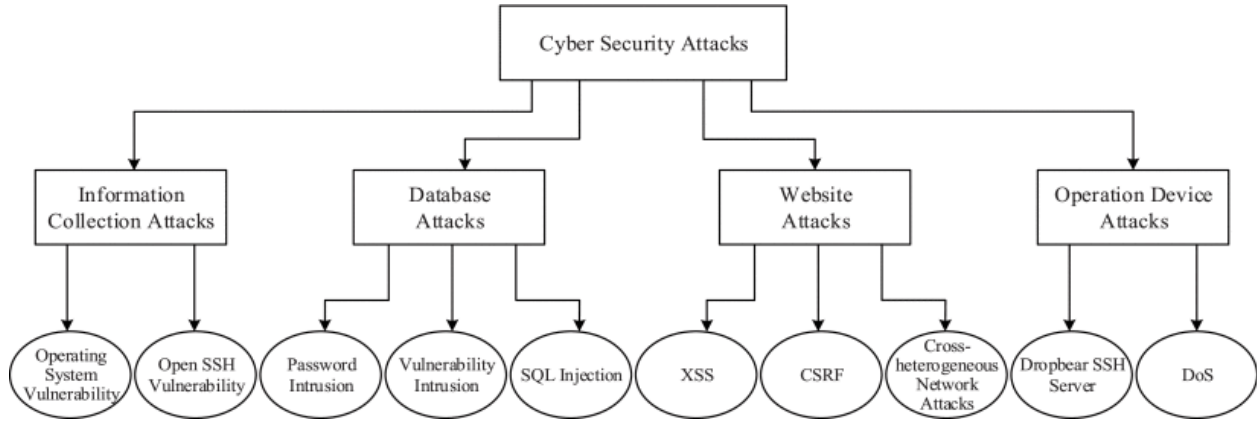 Cyber Security Attacks
Information
Collection Attacks
Database
Attacks
Website
Attacks
Operation Device
Attacks
Operating
System
Vulnerability
Open SSH
Vulnerability
Password
Intrusion
Vulnerability
Intrusion
SQL Injection
XSS
CSRF
Cross-
heterogeneous
Network
Attacks
Dropbear SSH
Server
DoS